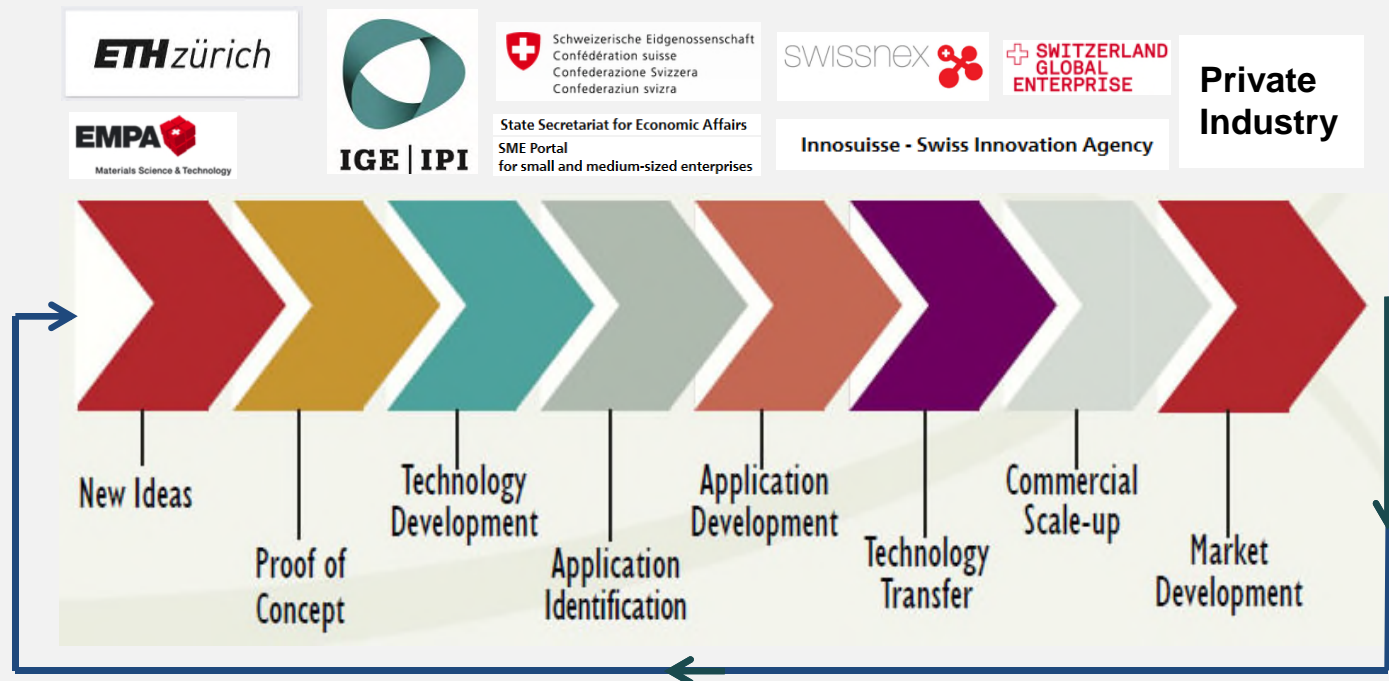 ETH zürich
EMPA
Materials Science & Technology
IGE | IPI
Schweizerische Eidgenossenschaft
Confédération suisse
Confederazione Svizzera
Confederaziun svizra
State Secretariat for Economic Affairs
SME Portal
for small and medium-sized enterprises
swissnex
SWITZERLAND
GLOBAL
ENTERPRISE
Innosuisse - Swiss Innovation Agency
Private
Industry
New Ideas
Proof of
Concept
Technology
Development
Application
Identification
Application
Development
Technology
Transfer
Commercial
Scale-up
Market
Development